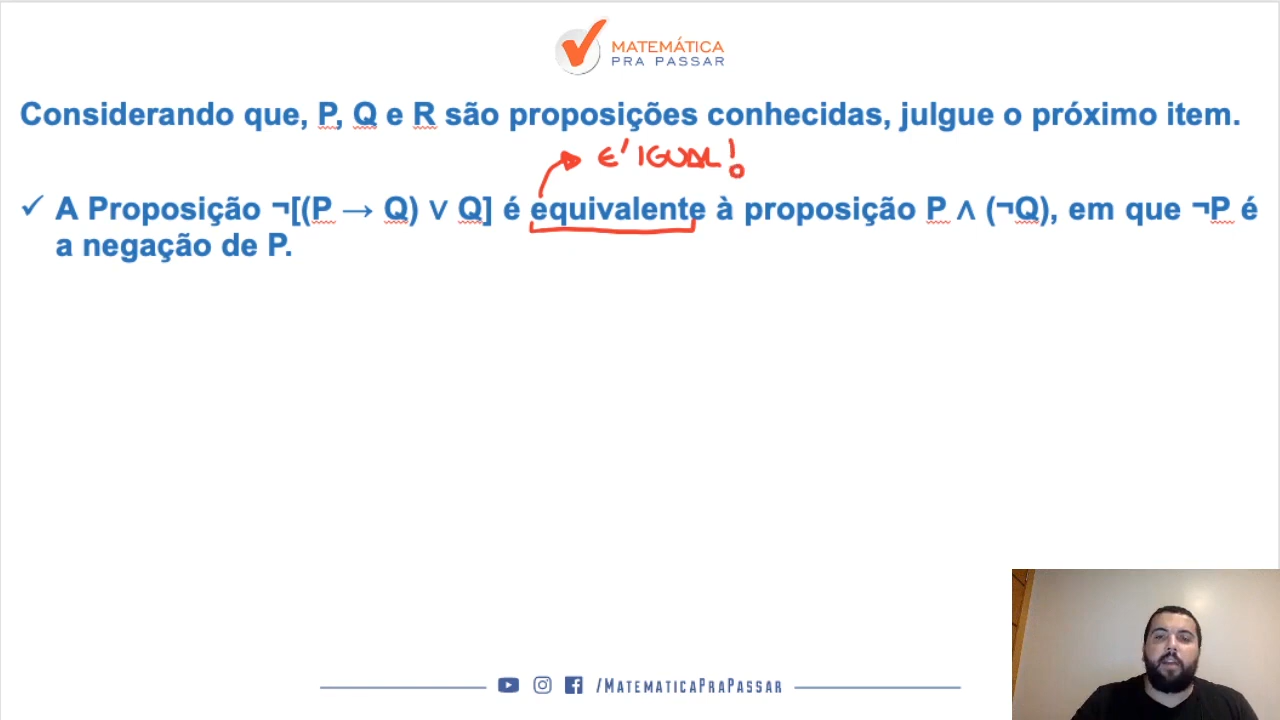 MATEMÁTICA
PRA PASSAR
Considerando que, P, Q e R são proposições conhecidas, julgue o próximo item.
É IGUAL!
✓ A Proposição ¬[(P → Q) ∨ Q] é equivalente à proposição P ∧ (¬Q), em que ¬P é
a negação de P.
/MATEMATICAPRAPASSAR